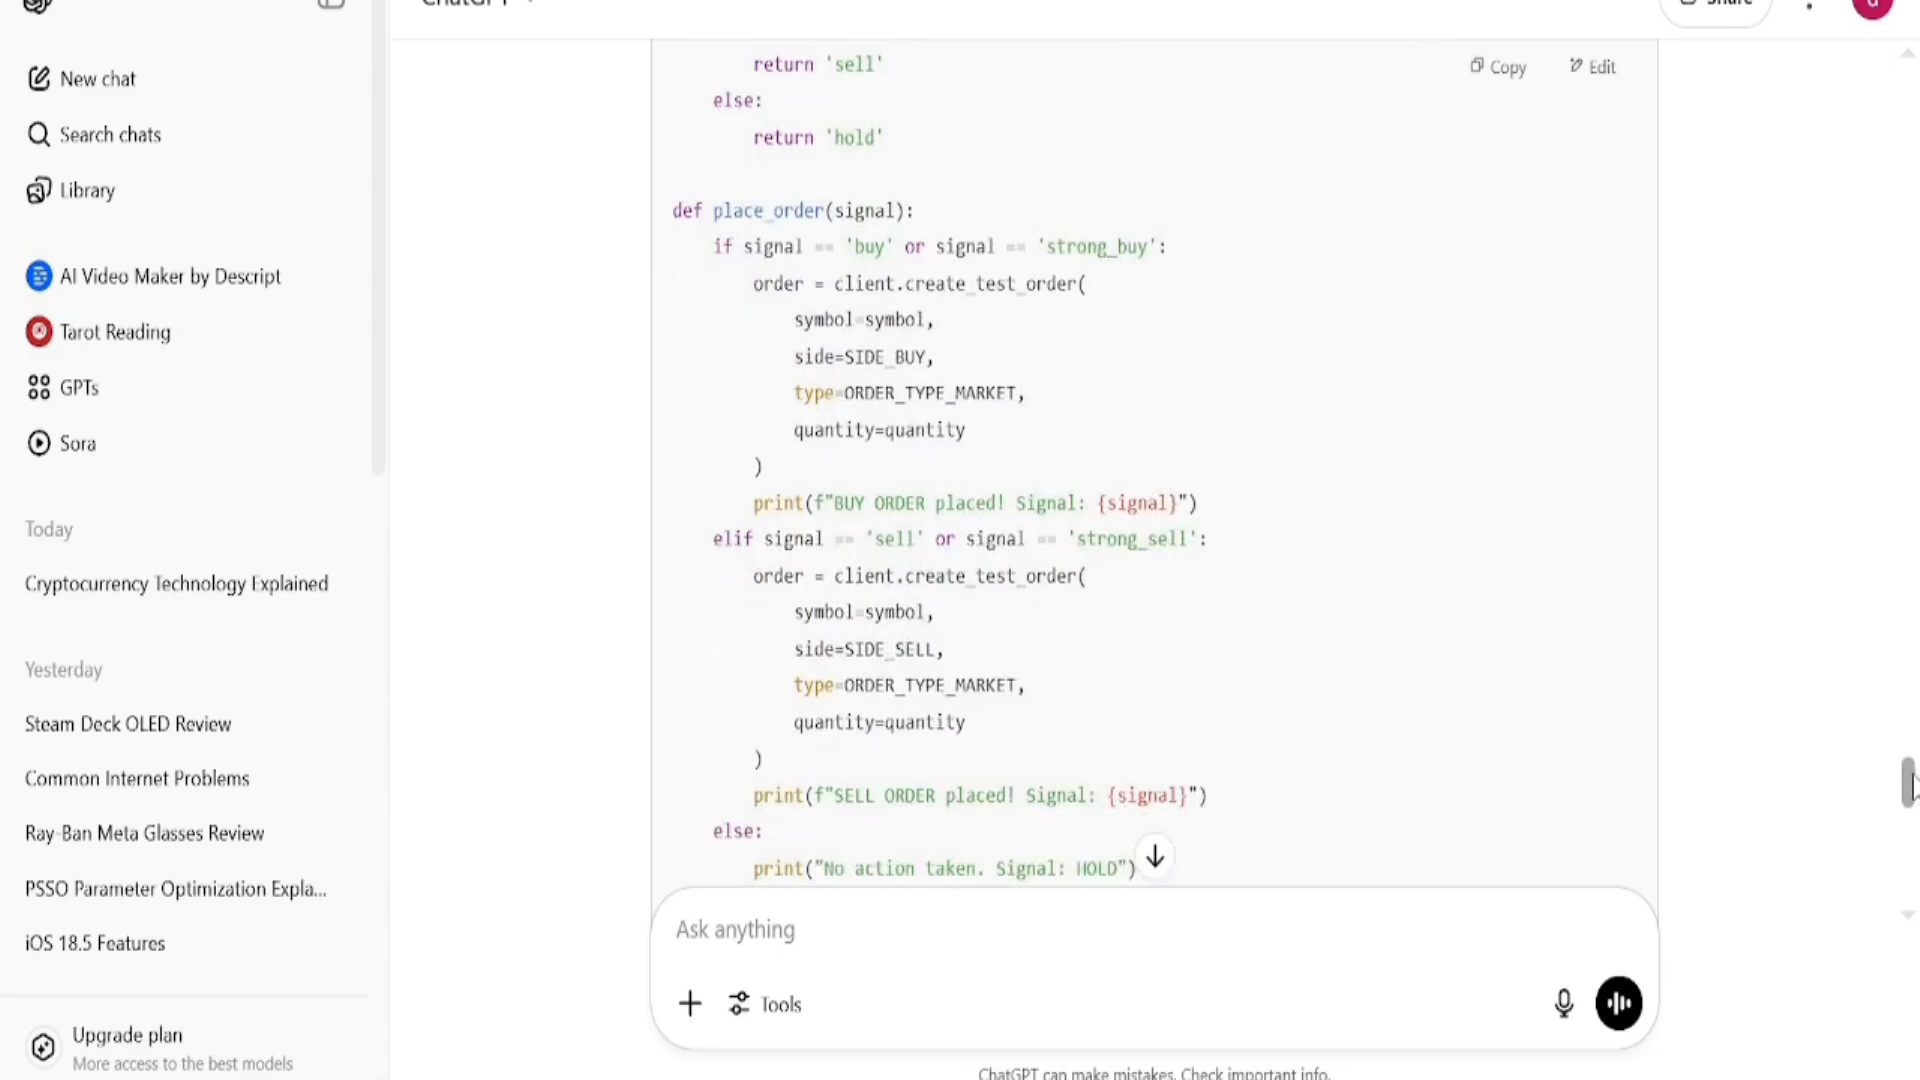 ChatGPT
Share
New chat
Search chats
Library
AI Video Maker by Descript
Tarot Reading
GPTs
Sora
Today
Cryptocurrency Technology Explained
Yesterday
Steam Deck OLED Review
Common Internet Problems
Ray-Ban Meta Glasses Review
PSSO Parameter Optimization Expla...
iOS 18.5 Features
Upgrade plan
More access to the best models
Copy
Edit
return 'sell'
else:
return 'hold'
def place_order(signal):
if signal == 'buy' or signal == 'strong_buy':
order = client.create_test_order(
symbol=symbol,
side=SIDE_BUY,
type=ORDER_TYPE_MARKET,
quantity=quantity
)
print(f"BUY ORDER placed! Signal: {signal}")
elif signal == 'sell' or signal == 'strong_sell':
order = client.create_test_order(
symbol=symbol,
side=SIDE_SELL,
type=ORDER_TYPE_MARKET,
quantity=quantity
)
print(f"SELL ORDER placed! Signal: {signal}")
else:
print("No action taken. Signal: HOLD")
Ask anything
Tools
ChatGPT can make mistakes. Check important info.